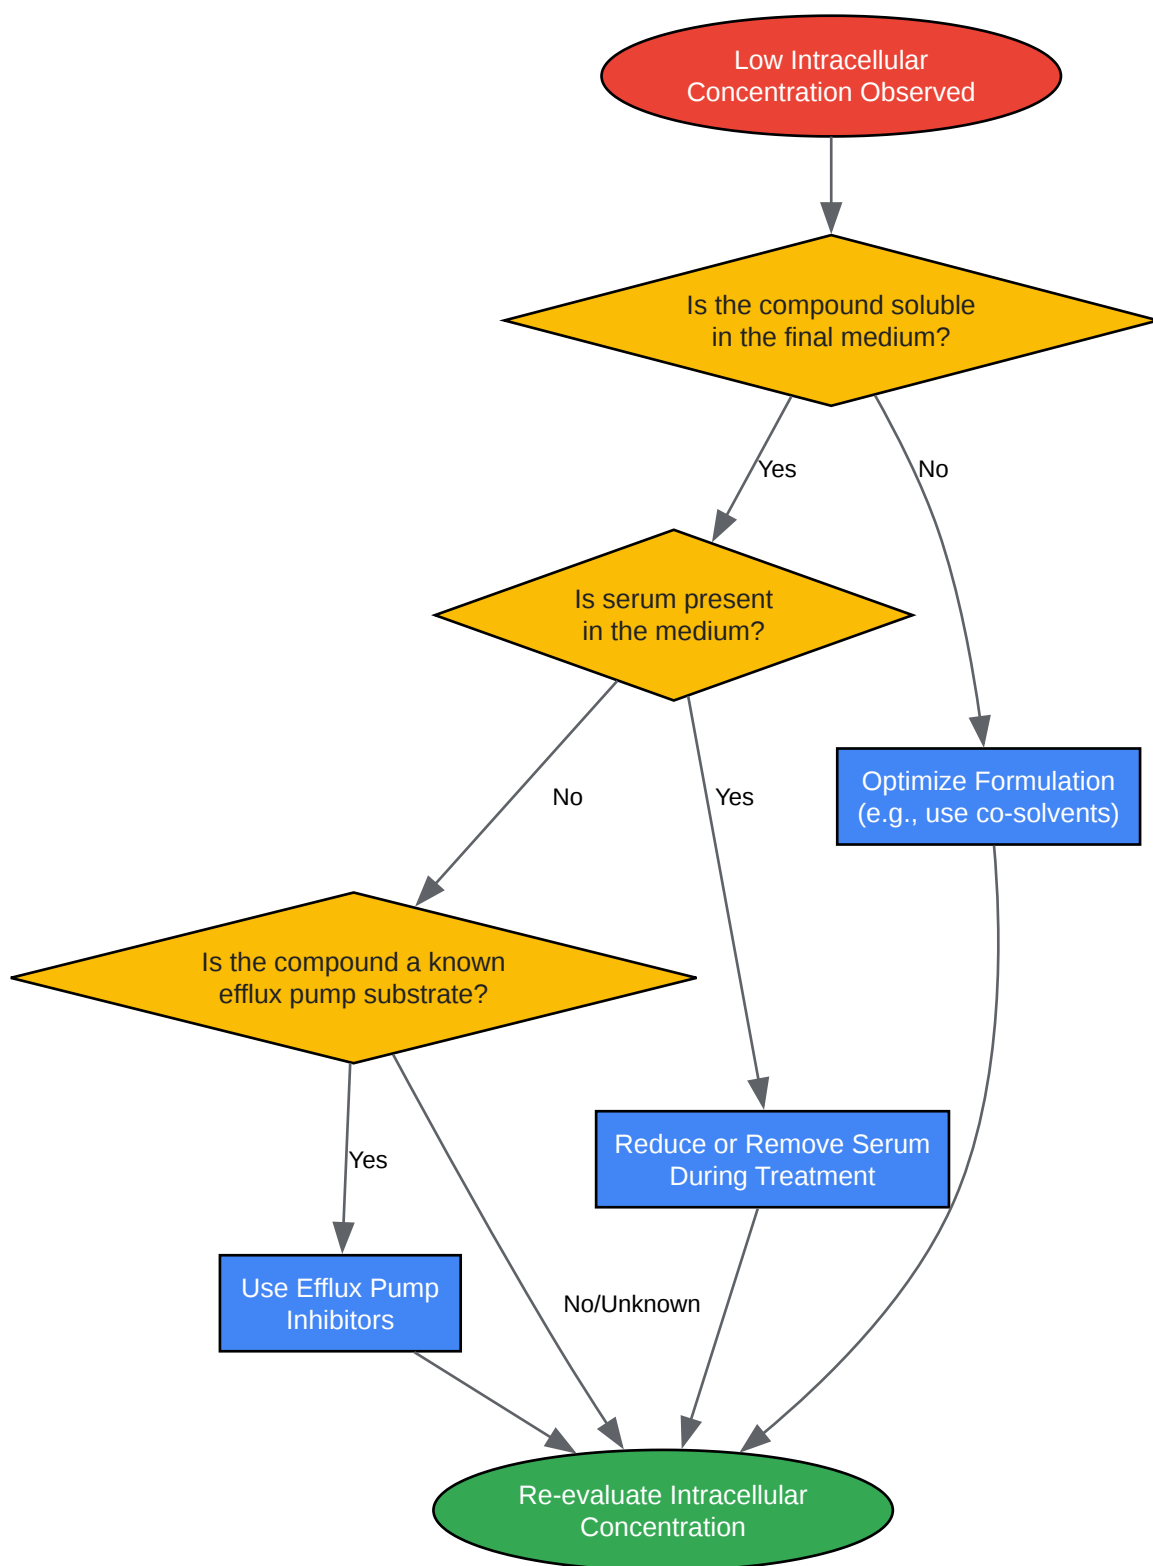 Low Intracellular
Concentration Observed
Is the compound soluble
in the final medium?
Yes
No
Is serum present
in the medium?
Optimize Formulation
(e.g., use co-solvents)
No
Yes
Is the compound a known
efflux pump substrate?
Reduce or Remove Serum
During Treatment
Yes
Use Efflux Pump
Inhibitors
No/Unknown
Re-evaluate Intracellular
Concentration